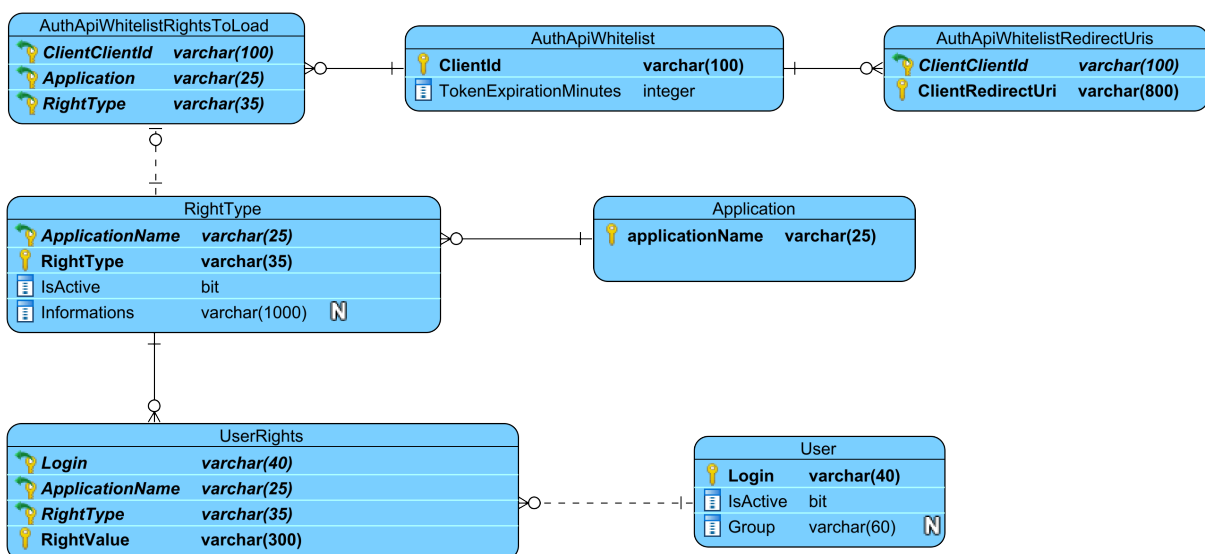 AuthApiWhitelistRightsToLoad
ClientClientId varchar(100)
Application varchar(25)
RightType varchar(35)
AuthApiWhitelist
ClientId varchar(100)
TokenExpirationMinutes integer
AuthApiWhitelistRedirectUris
ClientClientId varchar(100)
ClientRedirectUri varchar(800)
RightType
ApplicationName varchar(25)
RightType varchar(35)
IsActive bit
Informations varchar(1000) N
Application
applicationName varchar(25)
UserRights
Login varchar(40)
ApplicationName varchar(25)
RightType varchar(35)
RightValue varchar(300)
User
Login varchar(40)
IsActive bit
Group varchar(60) N